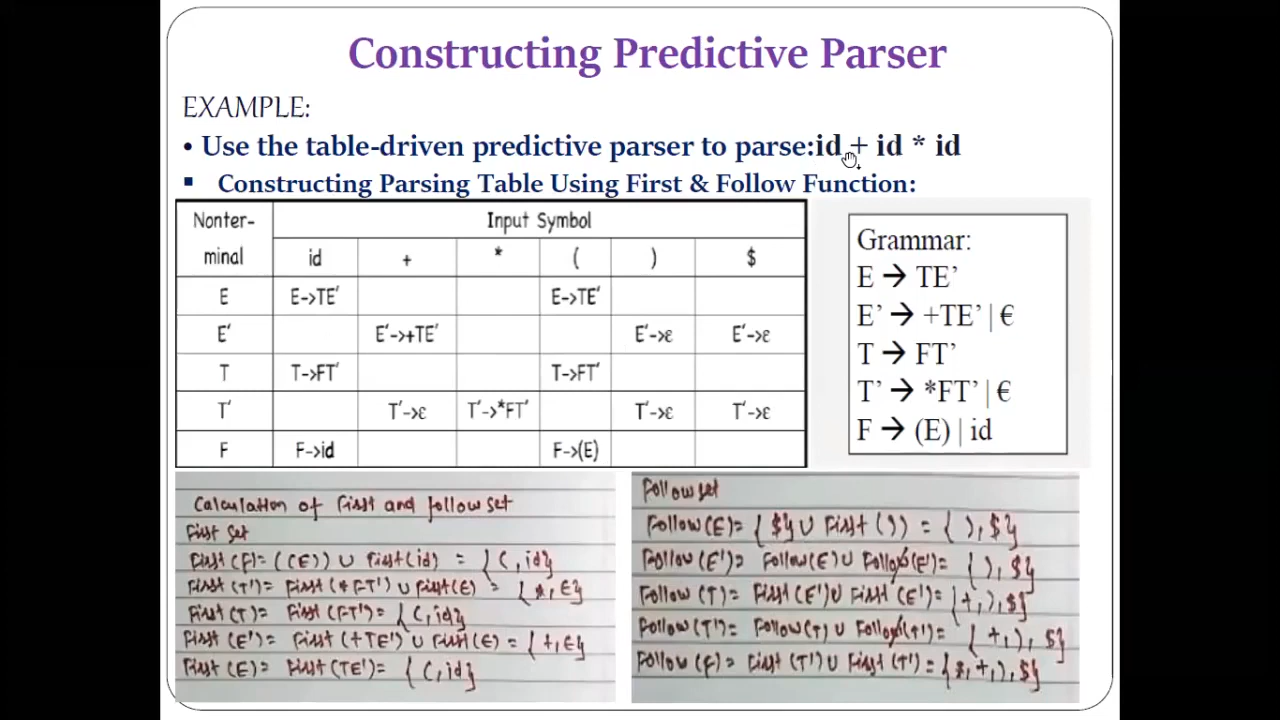 Constructing Predictive Parser
EXAMPLE:
• Use the table-driven predictive parser to parse:id + id * id
▪ Constructing Parsing Table Using First & Follow Function:
Nonter-minal Input Symbol
id + * ( ) $
E E->TE' E->TE'
E' E'->+TE' E'->ε E'->ε
T T->FT' T->FT'
T' T'->ε T'->*FT' T'->ε T'->ε
F F->id F->(E)
Grammar:
E → TE’
E’ → +TE’ | €
T → FT’
T’ → *FT’ | €
F → (E) | id
Calculation of First and follow set
First Set
First (F)= ((E)) ∪ First(id) = {(, id}
First (T')= First (*FT') ∪ First(E) = {*, E}
First (T)= First (FT')= {(, id}
First (E')= First (+TE') ∪ First (E) = {+, E}
First (E)= First (TE')= {(, id}
Follow set
Follow (E)= {$} ∪ First ()) = {), $}
Follow (E')= Follow (E) ∪ Follow (E')= {), $}
Follow (T)= First (E') ∪ First (E')= {+, ), $}
Follow (T')= Follow (T) ∪ Follow (T')= {+, ), $}
Follow (F)= First (T') ∪ First (T')= {*, +, ), $}